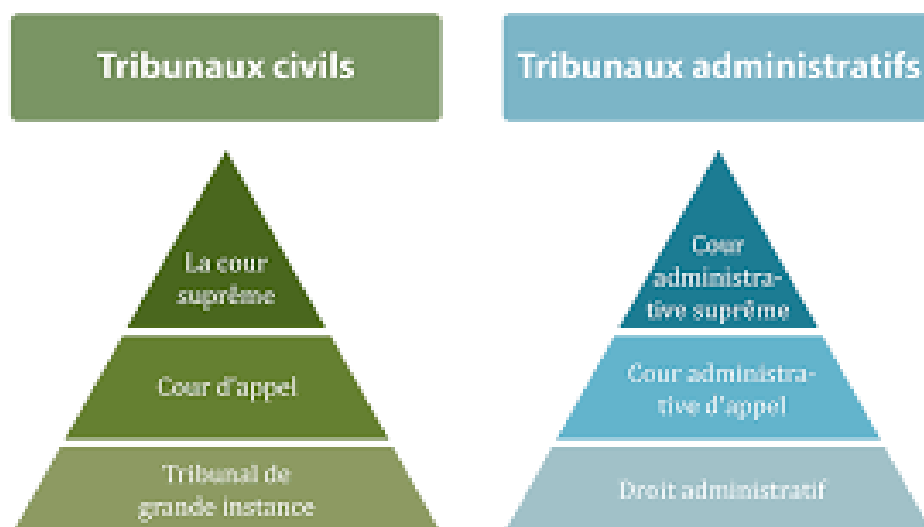 Tribunaux civils
Tribunaux administratifs
La cour
suprême
Cour d'appel
Tribunal de
grande instance
Cour
administra-
tive suprême
Cour administra-
tive d'appel
Droit administratif